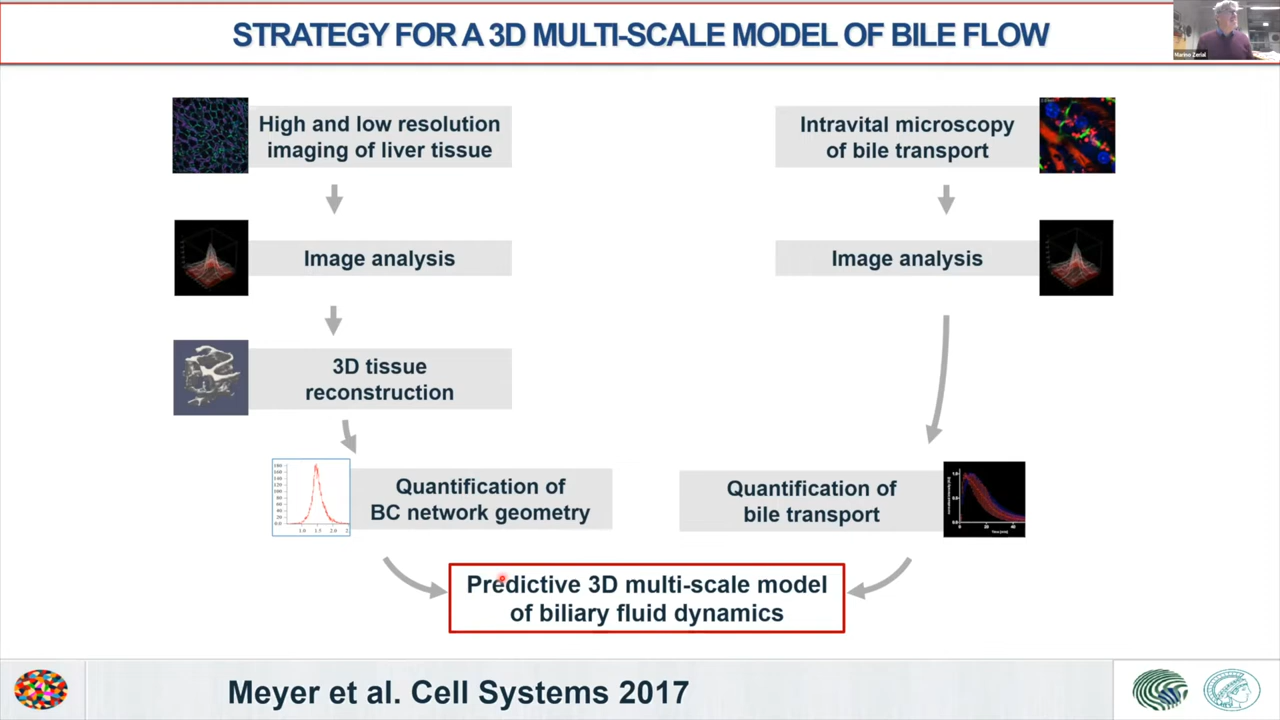 STRATEGY FOR A 3D MULTI-SCALE MODEL OF BILE FLOW
Marino Zerial
High and low resolution
imaging of liver tissue
Intravital microscopy
of bile transport
Image analysis
Image analysis
3D tissue
reconstruction
Quantification of
BC network geometry
Quantification of
bile transport
Predictive 3D multi-scale model
of biliary fluid dynamics
Meyer et al. Cell Systems 2017